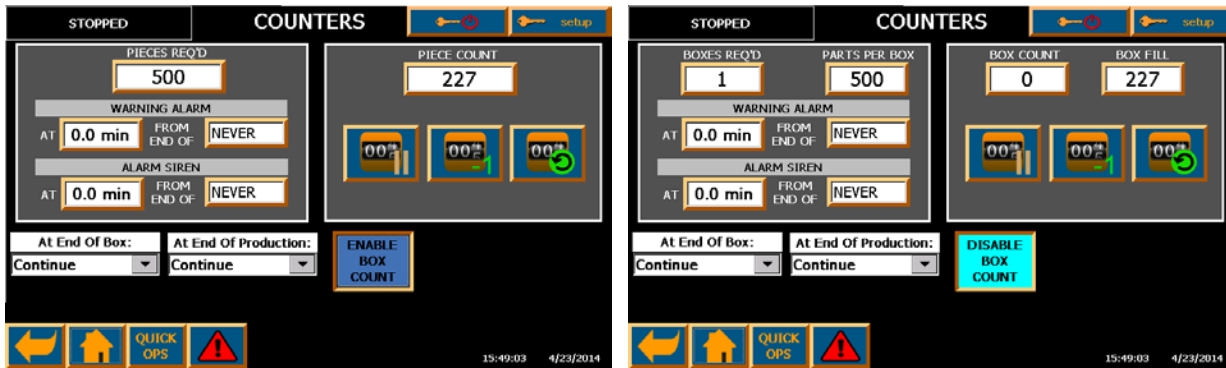 STOPPED COUNTERS setup
PIECES REQ'D PIECE COUNT
500 227
WARNING ALARM
AT 0.0 min FROM END OF NEVER
ALARM SIREN
AT 0.0 min FROM END OF NEVER
At End Of Box: At End Of Production:
Continue Continue
ENABLE
BOX
COUNT
QUICK
OPS
15:49:03 4/23/2014
STOPPED COUNTERS setup
BOXES REQ'D PARTS PER BOX BOX COUNT BOX FILL
1 500 0 227
WARNING ALARM
AT 0.0 min FROM END OF NEVER
ALARM SIREN
AT 0.0 min FROM END OF NEVER
At End Of Box: At End Of Production:
Continue Continue
DISABLE
BOX
COUNT
QUICK
OPS
15:49:03 4/23/2014